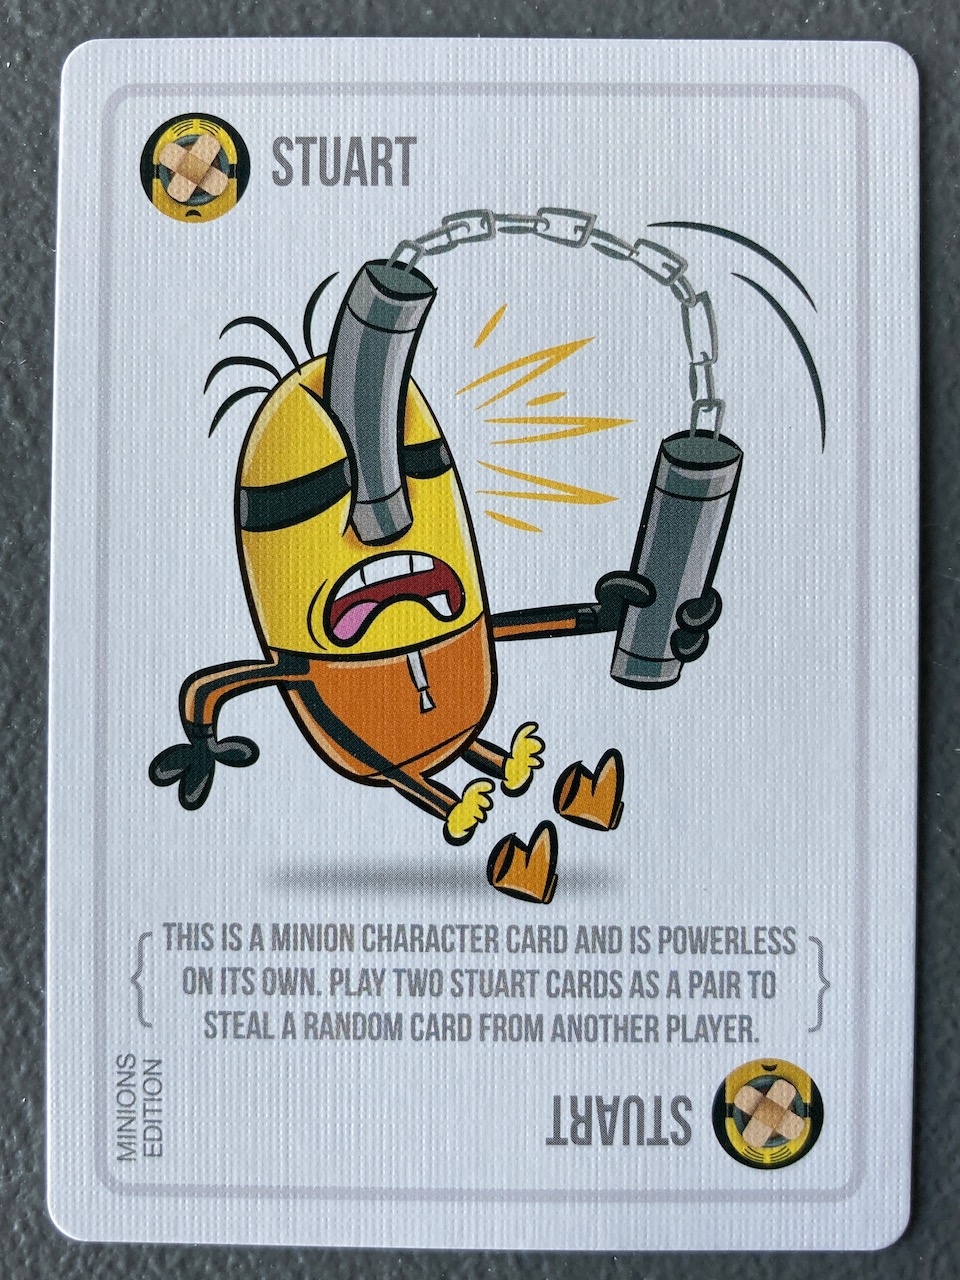 STUART
THIS IS A MINION CHARACTER CARD AND IS POWERLESS
ON ITS OWN. PLAY TWO STUART CARDS AS A PAIR TO
STEAL A RANDOM CARD FROM ANOTHER PLAYER.
MINIONS
EDITION
STUART